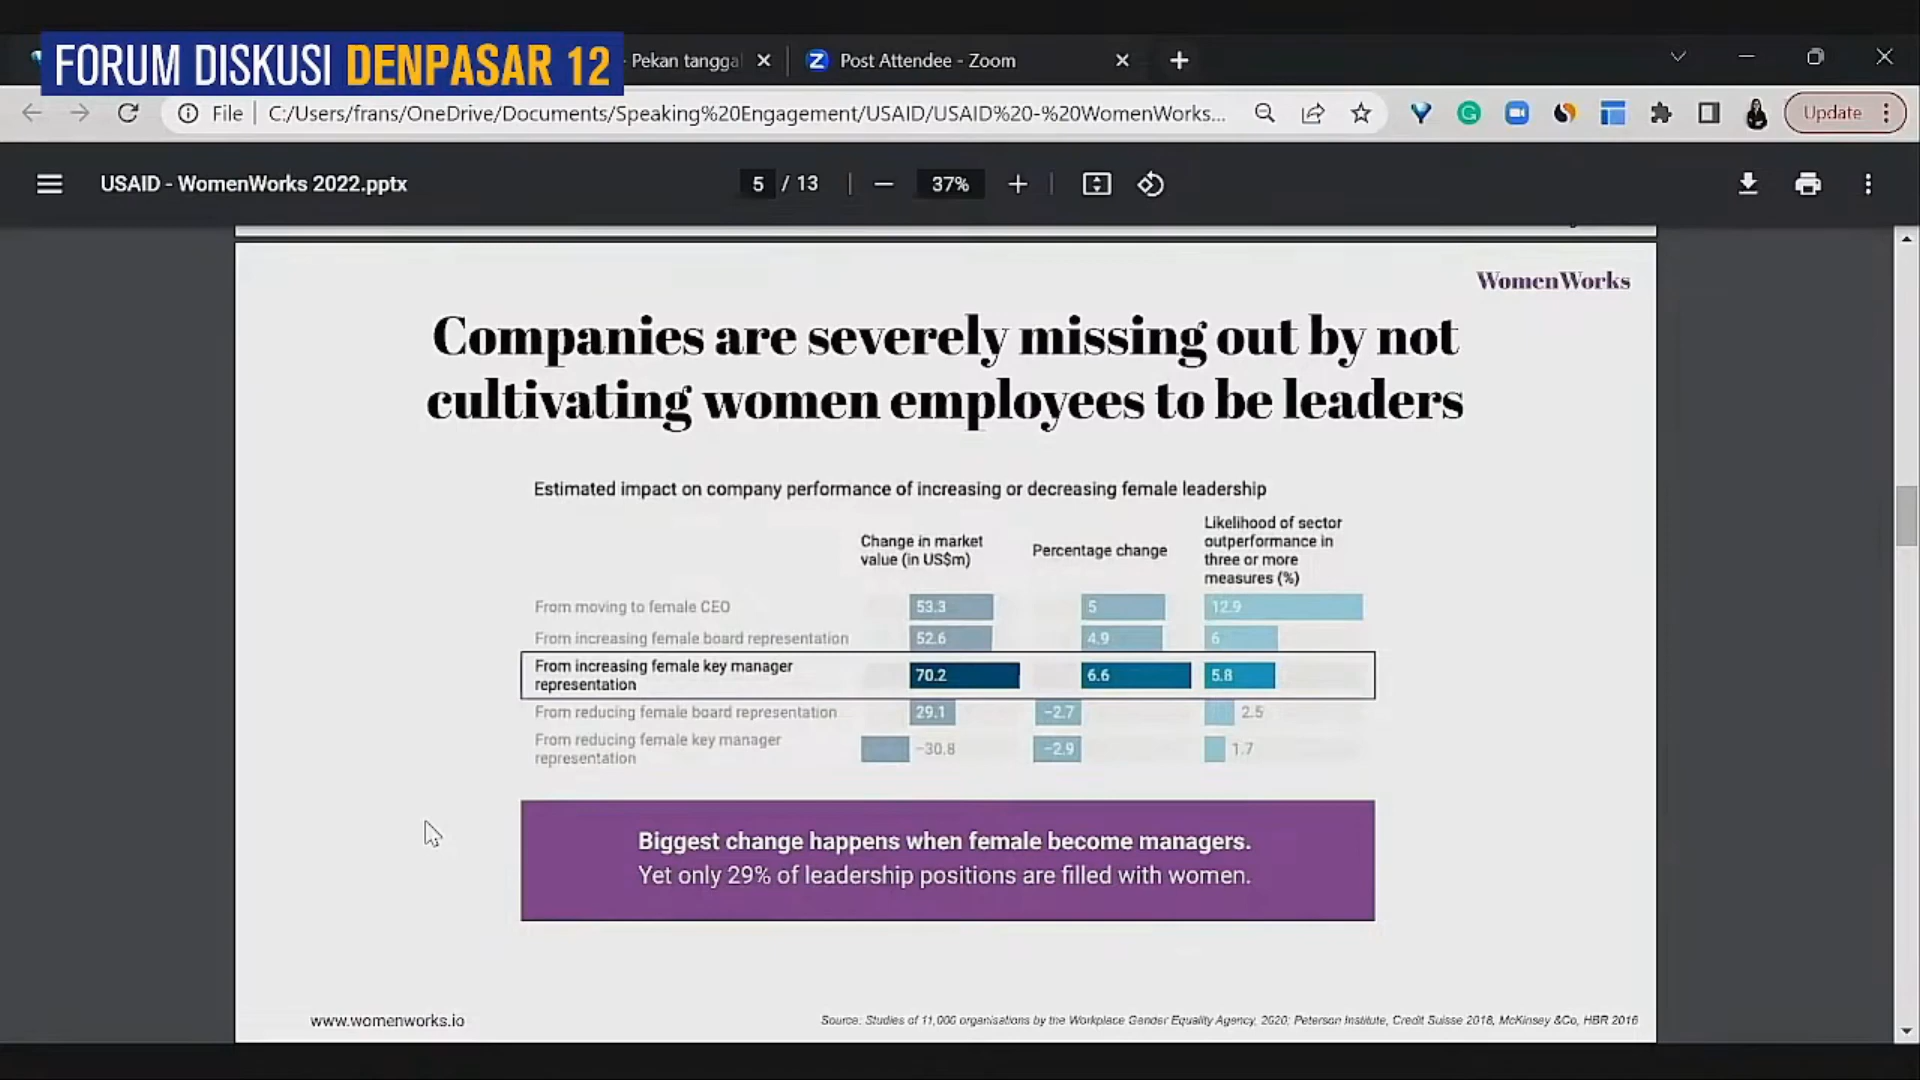 FORUM DISKUSI DENPASAR 12
- Pekan tangga
Post Attendee - Zoom
File
C:/Users/frans/OneDrive/Documents/Speaking%20Engagement/USAID/USAID%20-%20WomenWorks...
Update
USAID - WomenWorks 2022.pptx
5 / 13
37%
WomenWorks
Companies are severely missing out by not
cultivating women employees to be leaders
Estimated impact on company performance of increasing or decreasing female leadership
Change in market
value (in US$m)
Percentage change
Likelihood of sector
outperformance in
three or more
measures (%)
From moving to female CEO 53.3 5 12.9
From increasing female board representation 52.6 4.9 6
From increasing female key manager
representation
70.2 6.6 5.8
From reducing female board representation 29.1 −2.7 2.5
From reducing female key manager
representation
−30.8 −2.9 1.7
Biggest change happens when female become managers.
Yet only 29% of leadership positions are filled with women.
www.womenworks.io
Source: Studies of 11,000 organisations by the Workplace Gender Equality Agency, 2020; Peterson Institute, Credit Suisse 2018, McKinsey &Co, HBR 2016